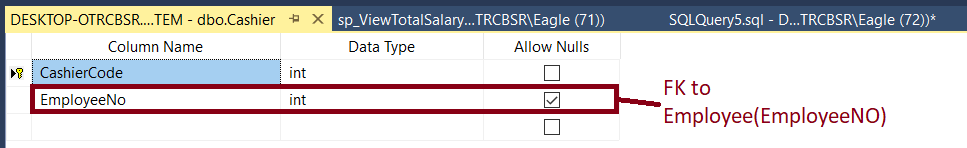 DESKTOP-OTRCBSR....TEM - dbo.Cashier sp_ViewTotalSalary...TRCBSR\Eagle (71)) SQLQuery5.sql - D...TRCBSR\Eagle (72))*
Column Name Data Type Allow Nulls
CashierCode int
EmployeeNo int
FK to
Employee(EmployeeNO)